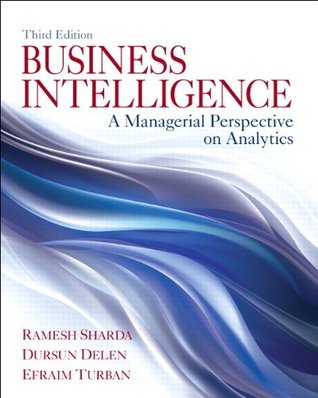 Third Edition
BUSINESS
INTELLIGENCE
A Managerial Perspective
on Analytics
RAMESH SHARDA
DURSUN DELEN
EFRAIM TURBAN